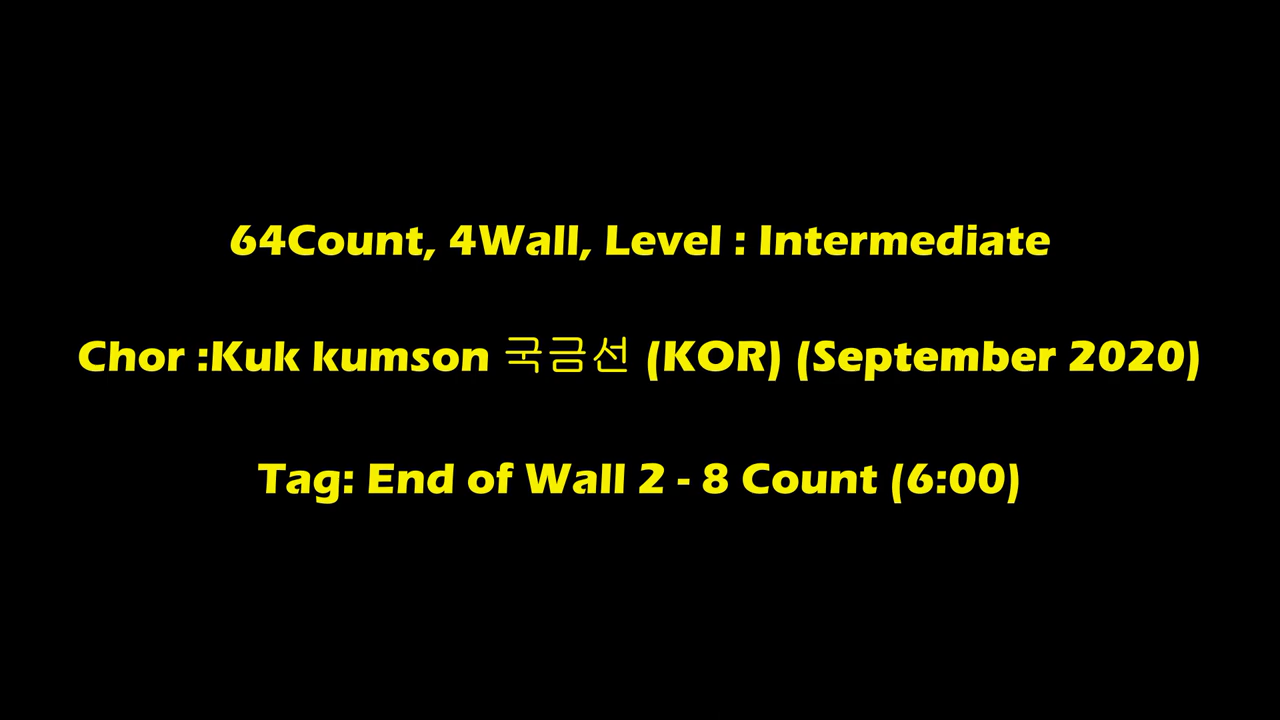 64Count, 4Wall, Level : Intermediate
Chor :Kuk kumson 국금선 (KOR) (September 2020)
Tag: End of Wall 2 - 8 Count (6:00)